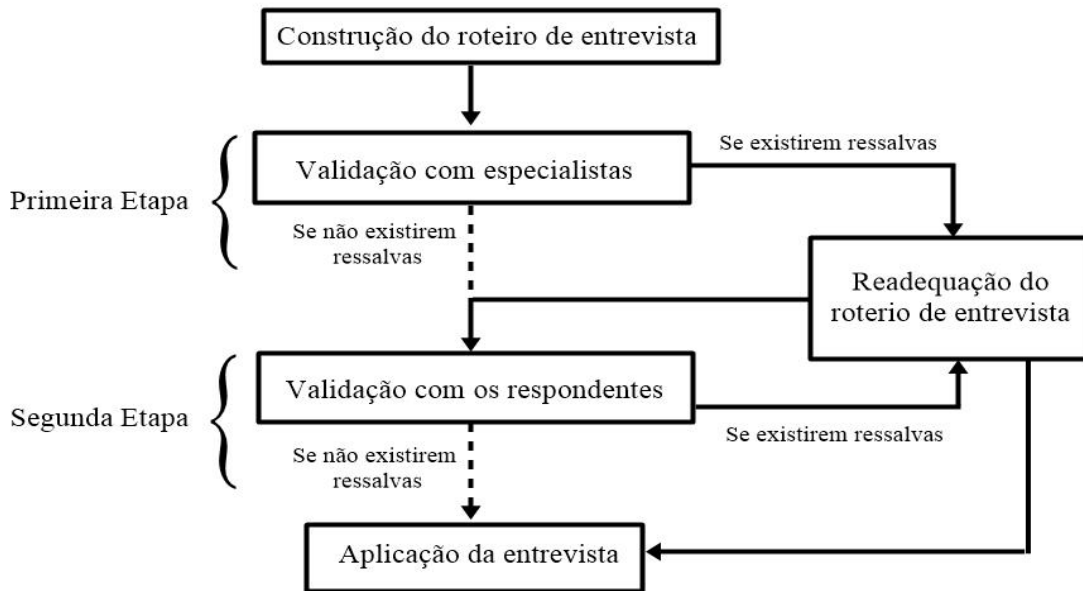 Construção do roteiro de entrevista
Validação com especialistas
Se existirem ressalvas
Primeira Etapa
Se não existirem
ressalvas
Readequação do
roterio de entrevista
Validação com os respondentes
Segunda Etapa
Se existirem ressalvas
Se não existirem
ressalvas
Aplicação da entrevista